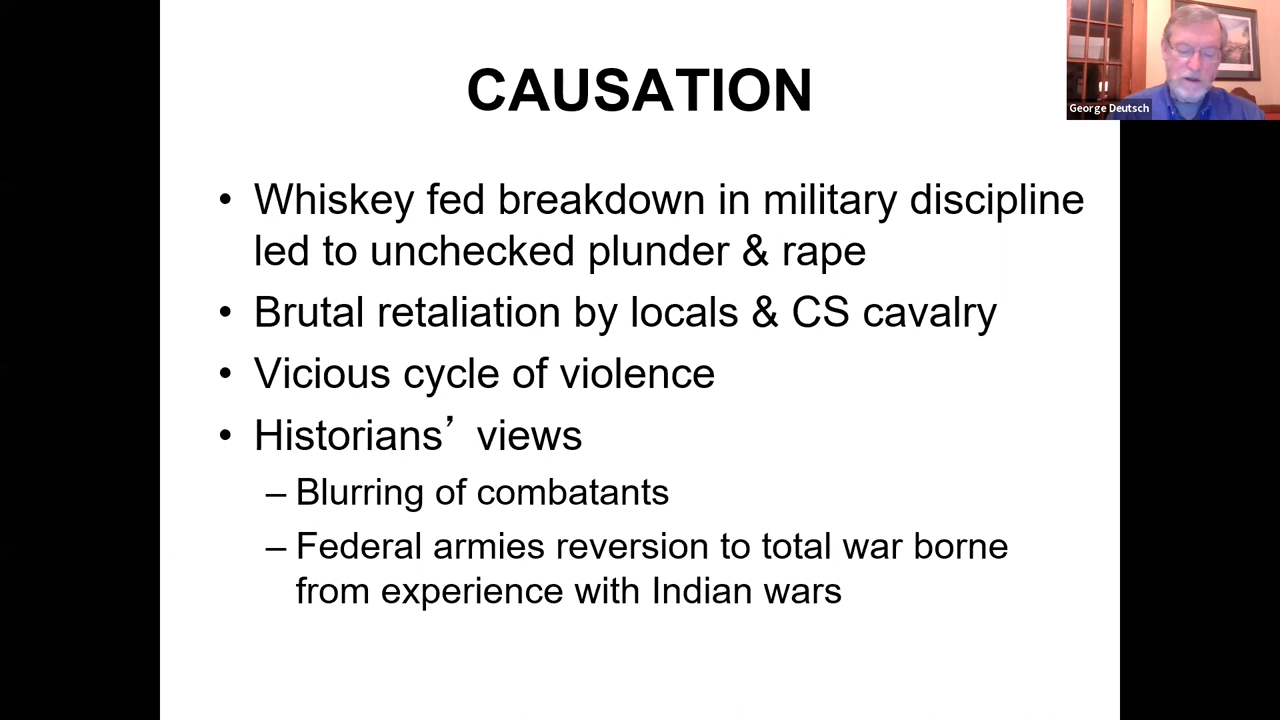 CAUSATION
George Deutsch
• Whiskey fed breakdown in military discipline
led to unchecked plunder & rape
• Brutal retaliation by locals & CS cavalry
• Vicious cycle of violence
• Historians’ views
– Blurring of combatants
– Federal armies reversion to total war borne
from experience with Indian wars